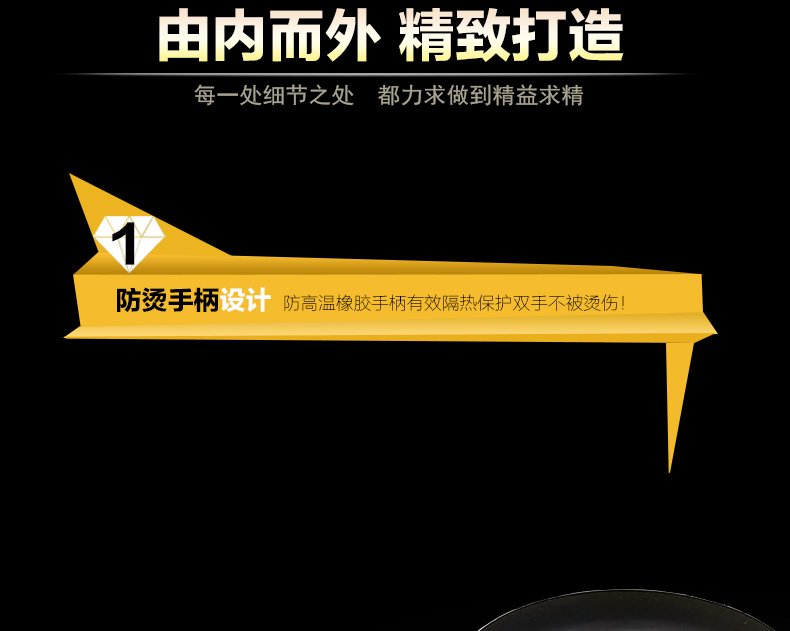 由内而外 精致打造
每一处细节之处 都力求做到精益求精
1
防烫手柄设计 防高温橡胶手柄有效隔热保护双手不被烫伤!